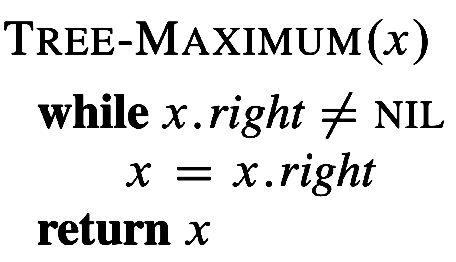 TREE-MAXIMUM(x)
while x.right ≠ NIL
x = x.right
return x